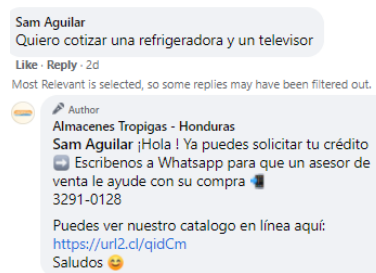 Sam Aguilar
Quiero cotizar una refrigeradora y un televisor
Like · Reply · 2d
Most Relevant is selected, so some replies may have been filtered out.
Author
Almacenes Tropigas - Honduras
Sam Aguilar ¡Hola ! Ya puedes solicitar tu crédito
➡️ Escribenos a Whatsapp para que un asesor de
venta le ayude con su compra 📲
3291-0128
Puedes ver nuestro catalogo en línea aquí:
https://url2.cl/qidCm
Saludos 😊